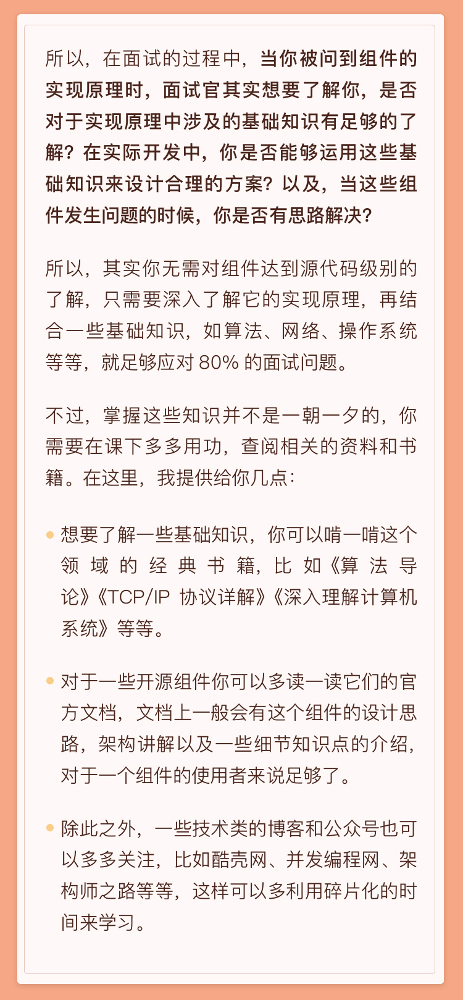 所以，在面试的过程中，当你被问到组件的
实现原理时，面试官其实想要了解你，是否
对于实现原理中涉及的基础知识有足够的了
解？在实际开发中，你是否能够运用这些基
础知识来设计合理的方案？以及，当这些组
件发生问题的时候，你是否有思路解决？
所以，其实你无需对组件达到源代码级别的
了解，只需要深入了解它的实现原理，再结
合一些基础知识，如算法、网络、操作系统
等等，就足够应对 80% 的面试问题。
不过，掌握这些知识并不是一朝一夕的，你
需要在课下多多用功，查阅相关的资料和书
籍。在这里，我提供给你几点：
想要了解一些基础知识，你可以啃一啃这个
领域的经典书籍，比如《算法导
论》《TCP/IP 协议详解》《深入理解计算机
系统》等等。
对于一些开源组件你可以多读一读它们的官
方文档，文档上一般会有这个组件的设计思
路，架构讲解以及一些细节知识点的介绍，
对于一个组件的使用者来说足够了。
除此之外，一些技术类的博客和公众号也可
以多多关注，比如酷壳网、并发编程网、架
构师之路等等，这样可以多利用碎片化的时
间来学习。